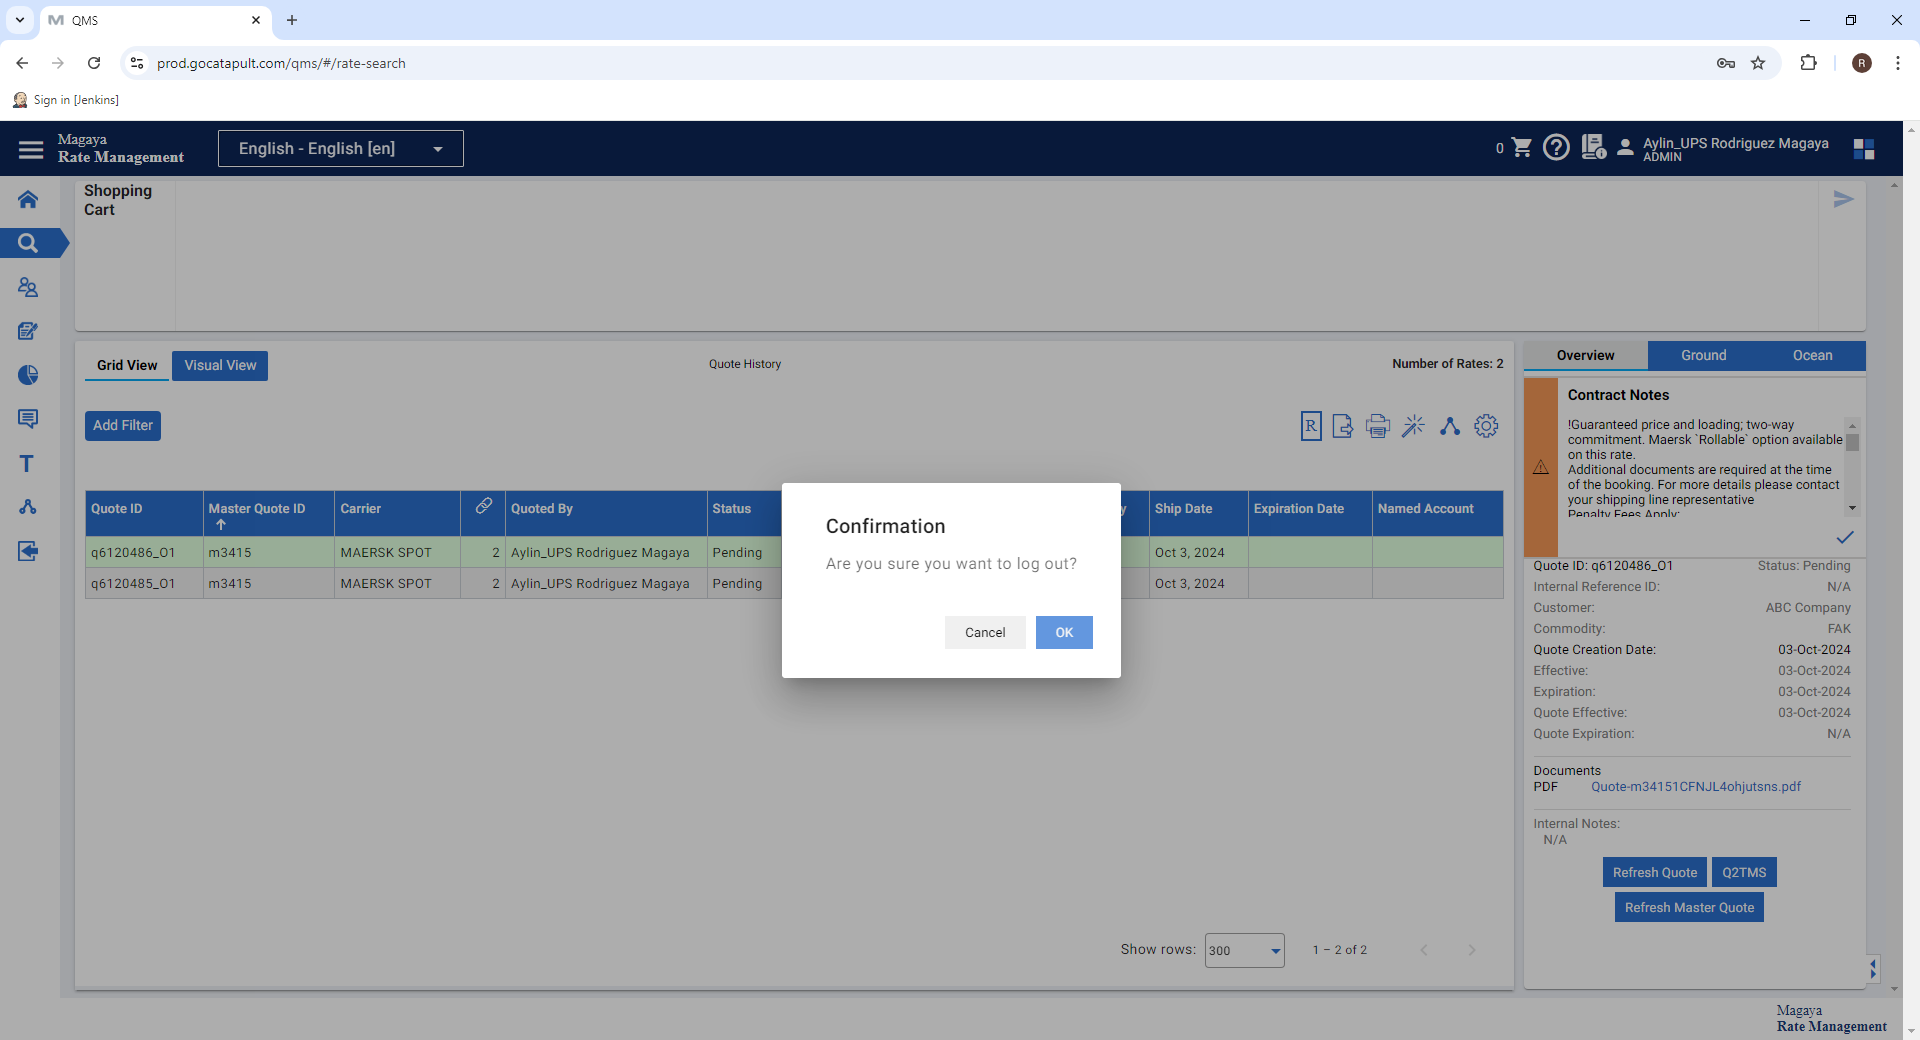 QMS
prod.gocatapult.com/qms/#/rate-search
R
Sign in [Jenkins]
Magaya
Rate Management
English - English [en]
0
Aylin_UPS Rodriguez Magaya
ADMIN
Shopping
Cart
Grid View
Visual View
Quote History
Number of Rates: 2
Add Filter
R
Quote ID
Master Quote ID
Carrier
Quoted By
Status
y
Ship Date
Expiration Date
Named Account
q6120486_O1
m3415
MAERSK SPOT
2
Aylin_UPS Rodriguez Magaya
Pending
Oct 3, 2024
q6120485_O1
m3415
MAERSK SPOT
2
Aylin_UPS Rodriguez Magaya
Pending
Oct 3, 2024
Confirmation
Are you sure you want to log out?
Cancel
OK
Show rows:
300
1 – 2 of 2
Overview
Ground
Ocean
Contract Notes
!Guaranteed price and loading; two-way
commitment. Maersk `Rollable` option available
on this rate.
Additional documents are required at the time
of the booking. For more details please contact
your shipping line representative
Penalty Fees Apply:
Quote ID: q6120486_O1
Status: Pending
Internal Reference ID:
N/A
Customer:
ABC Company
Commodity:
FAK
Quote Creation Date:
03-Oct-2024
Effective:
03-Oct-2024
Expiration:
03-Oct-2024
Quote Effective:
03-Oct-2024
Quote Expiration:
N/A
Documents
PDF
Quote-m34151CFNJL4ohjutsns.pdf
Internal Notes:
N/A
Refresh Quote
Q2TMS
Refresh Master Quote
Magaya
Rate Management